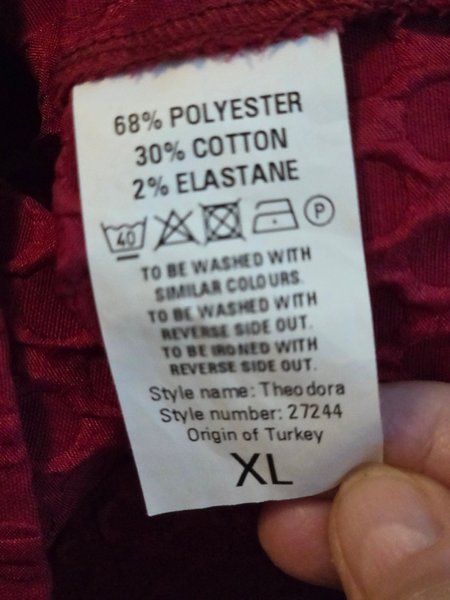 68% POLYESTER
30% COTTON
2% ELASTANE
40 P
TO BE WASHED WITH
SIMILAR COLOURS.
TO BE WASHED WITH
REVERSE SIDE OUT.
TO BE IRONED WITH
REVERSE SIDE OUT.
Style name: Theodora
Style number: 27244
Origin of Turkey
XL